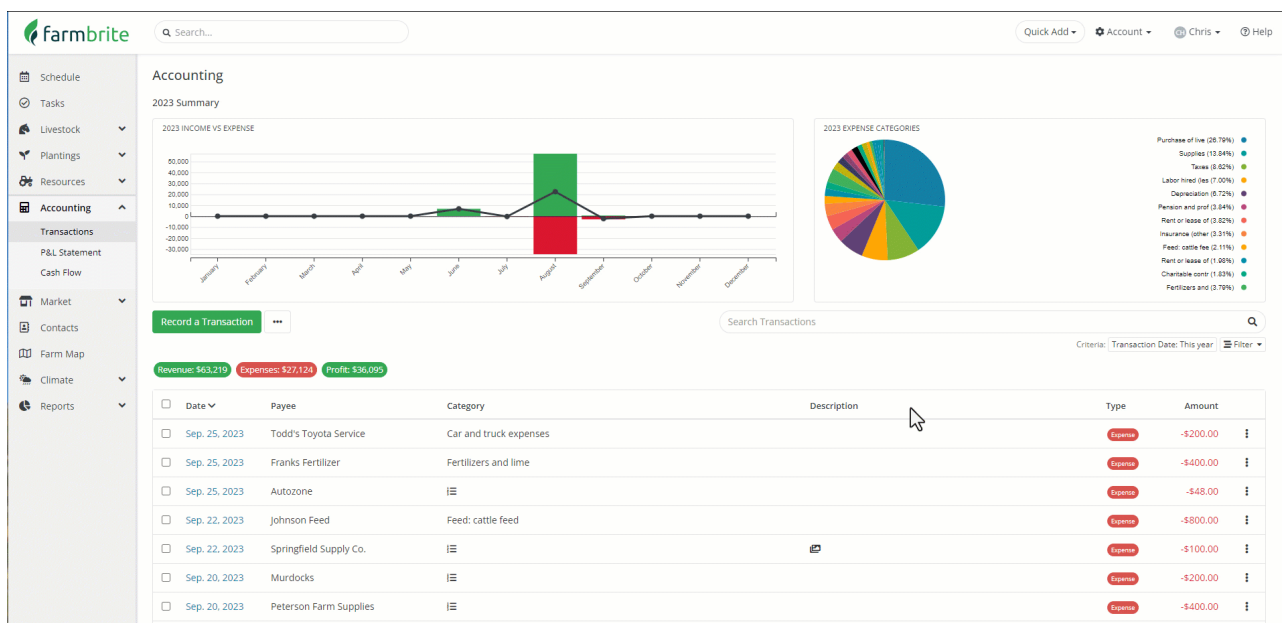 farmbrite
Search...
Quick Add
Account
CH Chris
Help
Schedule
Tasks
Livestock
Plantings
Resources
Accounting
Transactions
P&L Statement
Cash Flow
Market
Contacts
Farm Map
Climate
Reports
Accounting
2023 Summary
2023 INCOME VS EXPENSE
50,000
40,000
30,000
20,000
10,000
0
-10,000
-20,000
-30,000
January February March April May June July August September October November December
2023 EXPENSE CATEGORIES
Purchase of live (26.79%)
Supplies (13.84%)
Taxes (8.62%)
Labor hired (les (7.00%)
Depreciation (6.72%)
Pension and prof (3.84%)
Rent or lease of (3.82%)
Insurance (other (3.31%)
Feed: cattle fee (2.11%)
Rent or lease of (1.98%)
Charitable contr (1.83%)
Fertilizers and (3.79%)
Record a Transaction
Search Transactions
Criteria: Transaction Date: This year Filter
Revenue: $63,219 Expenses: $27,124 Profit: $36,095
Date Payee Category Description Type Amount
Sep. 25, 2023 Todd's Toyota Service Car and truck expenses Expense -$200.00
Sep. 25, 2023 Franks Fertilizer Fertilizers and lime Expense -$400.00
Sep. 25, 2023 Autozone Expense -$48.00
Sep. 22, 2023 Johnson Feed Feed: cattle feed Expense -$800.00
Sep. 22, 2023 Springfield Supply Co. Expense -$100.00
Sep. 20, 2023 Murdocks Expense -$200.00
Sep. 20, 2023 Peterson Farm Supplies Expense -$400.00